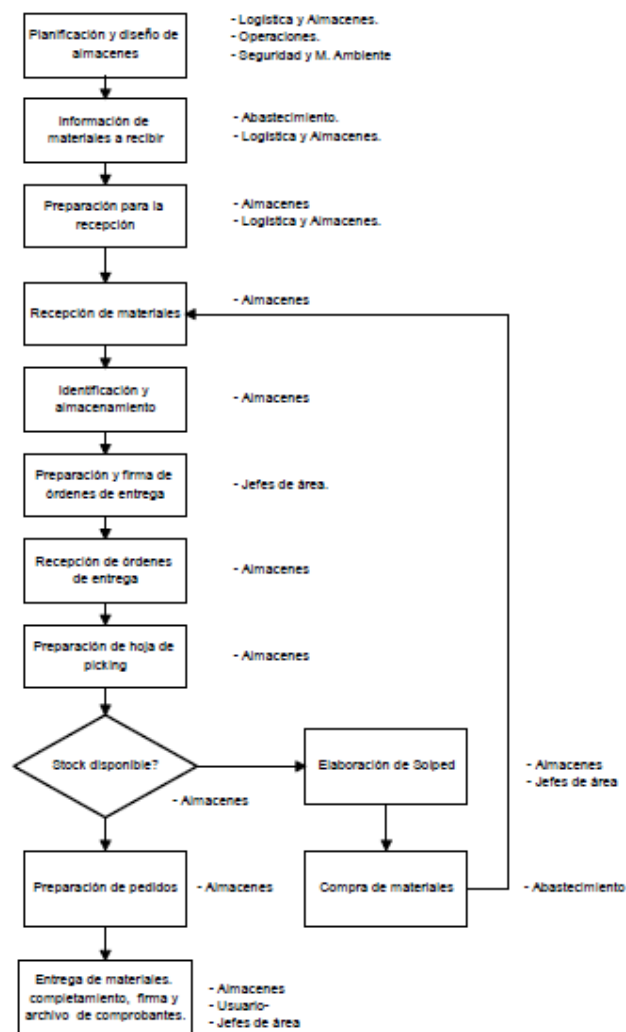 Planificación y diseño de
almacenes
- Logística y Almacenes.
- Operaciones.
- Seguridad y M. Ambiente
Información de
materiales a recibir
- Abastecimiento.
- Logística y Almacenes.
Preparación para la
recepción
- Almacenes
- Logística y Almacenes.
Recepción de materiales
- Almacenes
Identificación y
almacenamiento
- Almacenes
Preparación y firma de
órdenes de entrega
- Jefes de área.
Recepción de órdenes
de entrega
- Almacenes
Preparación de hoja de
picking
- Almacenes
Stock disponible?
- Almacenes
Elaboración de Solped
- Almacenes
- Jefes de área
Preparación de pedidos
- Almacenes
Compra de materiales
- Abastecimiento
Entrega de materiales.
completamiento, firma y
archivo de comprobantes.
- Almacenes
- Usuario-
- Jefes de área